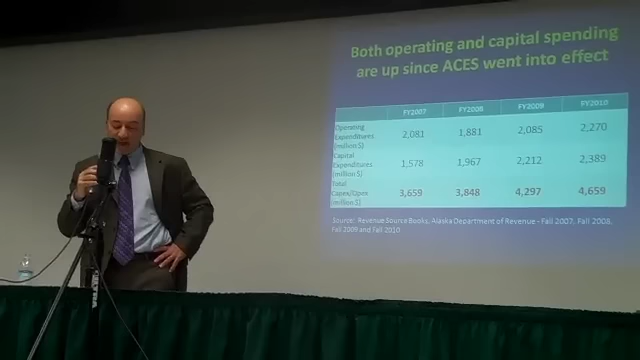 Both operating and capital spending
are up since ACES went into effect
FY2007 FY2008 FY2009 FY2010
Operating
Expenditures
(million $)
2,081 1,881 2,085 2,270
Capital
Expenditures
(million $)
1,578 1,967 2,212 2,389
Total
Capex/Opex
(million $)
3,659 3,848 4,297 4,659
Source: Revenue Source Books, Alaska Department of Revenue - Fall 2007, Fall 2008,
Fall 2009 and Fall 2010